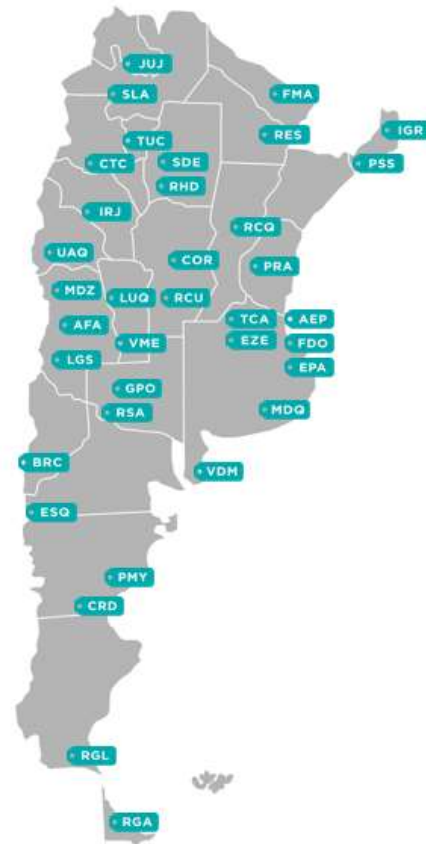 JUJ
SLA
FMA
IGR
RES
TUC
CTC
SDE
PSS
RHD
IRJ
RCQ
UAQ
COR
PRA
MDZ
LUQ
RCU
AFA
TCA
AEP
VME
EZE
FDO
LGS
EPA
GPO
RSA
MDQ
BRC
VDM
ESQ
PMY
CRD
RGL
RGA